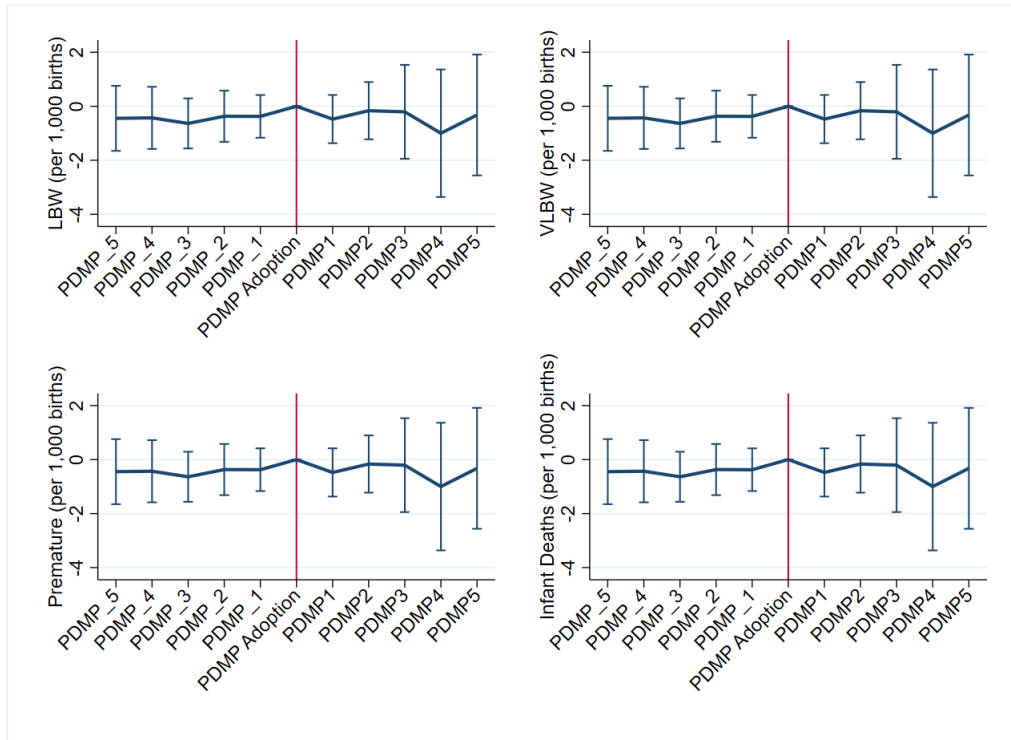 LBW (per 1,000 births)
2
0
-2
-4
PDMP_5
PDMP_4
PDMP_3
PDMP_2
PDMP_1
PDMP Adoption
PDMP1
PDMP2
PDMP3
PDMP4
PDMP5
VLBW (per 1,000 births)
2
0
-2
-4
PDMP_5
PDMP_4
PDMP_3
PDMP_2
PDMP_1
PDMP Adoption
PDMP1
PDMP2
PDMP3
PDMP4
PDMP5
Premature (per 1,000 births)
2
0
-2
-4
PDMP_5
PDMP_4
PDMP_3
PDMP_2
PDMP_1
PDMP Adoption
PDMP1
PDMP2
PDMP3
PDMP4
PDMP5
Infant Deaths (per 1,000 births)
2
0
-2
-4
PDMP_5
PDMP_4
PDMP_3
PDMP_2
PDMP_1
PDMP Adoption
PDMP1
PDMP2
PDMP3
PDMP4
PDMP5